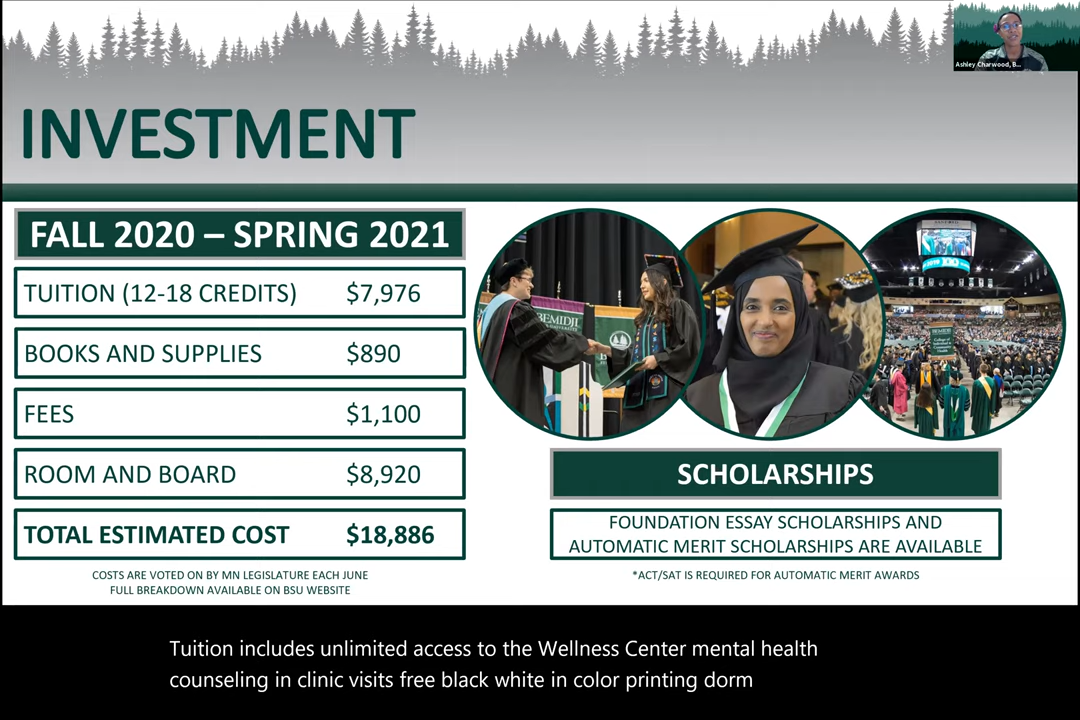 Ashley Charwood, B...
INVESTMENT
FALL 2020 – SPRING 2021
TUITION (12-18 CREDITS) $7,976
BOOKS AND SUPPLIES $890
FEES $1,100
ROOM AND BOARD $8,920
TOTAL ESTIMATED COST $18,886
COSTS ARE VOTED ON BY MN LEGISLATURE EACH JUNE
FULL BREAKDOWN AVAILABLE ON BSU WEBSITE
BEMIDJI
SCHOLARSHIPS
FOUNDATION ESSAY SCHOLARSHIPS AND
AUTOMATIC MERIT SCHOLARSHIPS ARE AVAILABLE
*ACT/SAT IS REQUIRED FOR AUTOMATIC MERIT AWARDS
Tuition includes unlimited access to the Wellness Center mental health
counseling in clinic visits free black white in color printing dorm